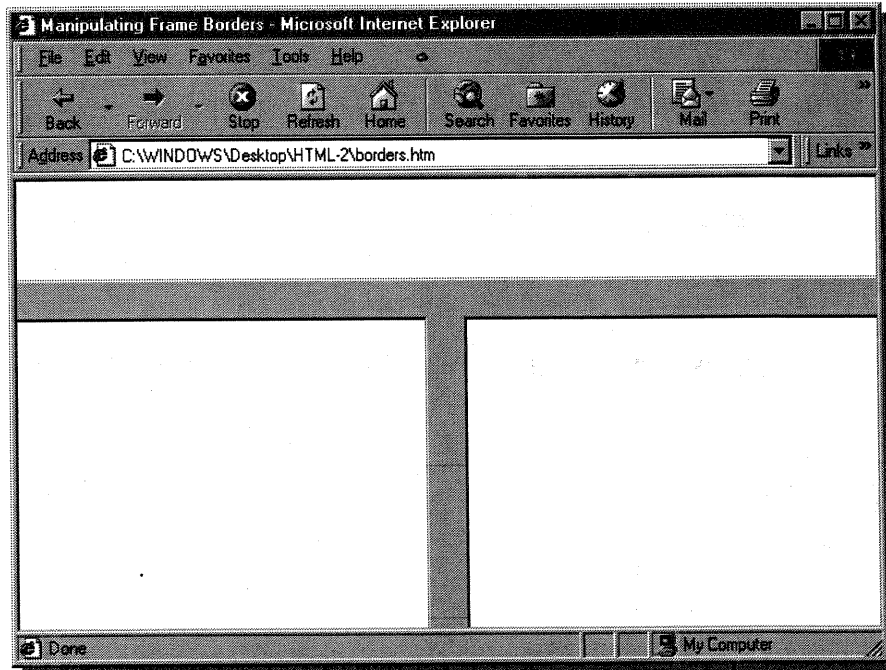 Manipulating Frame Borders - Microsoft Internet Explorer
File Edit View Favorites Tools Help
Back Forward Stop Refresh Home Search Favorites History Mail Print »
Address C:\WINDOWS\Desktop\HTML-2\borders.htm Links »
Done My Computer